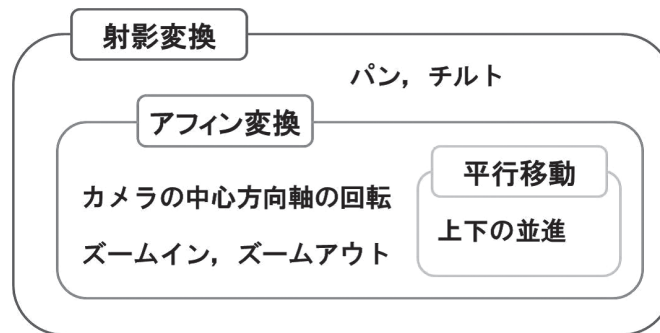 射影変換
パン，チルト
アフィン変換
平行移動
カメラの中心方向軸の回転
上下の並進
ズームイン，ズームアウト